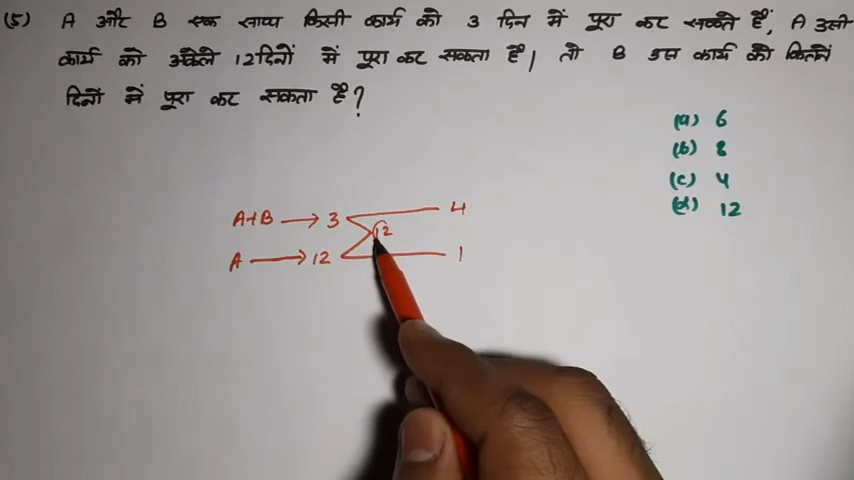 (5) A और B एक साथ किसी कार्य को 3 दिन में पूरा कर सकते हैं, A उसी
कार्य को अकेले 12 दिनों में पूरा कर सकता है| तो B उस कार्य को कितने
दिनों में पूरा कर सकता है?
(a) 6
(b) 8
(c) 4
(d) 12
A+B → 3 4
12
A → 12 1